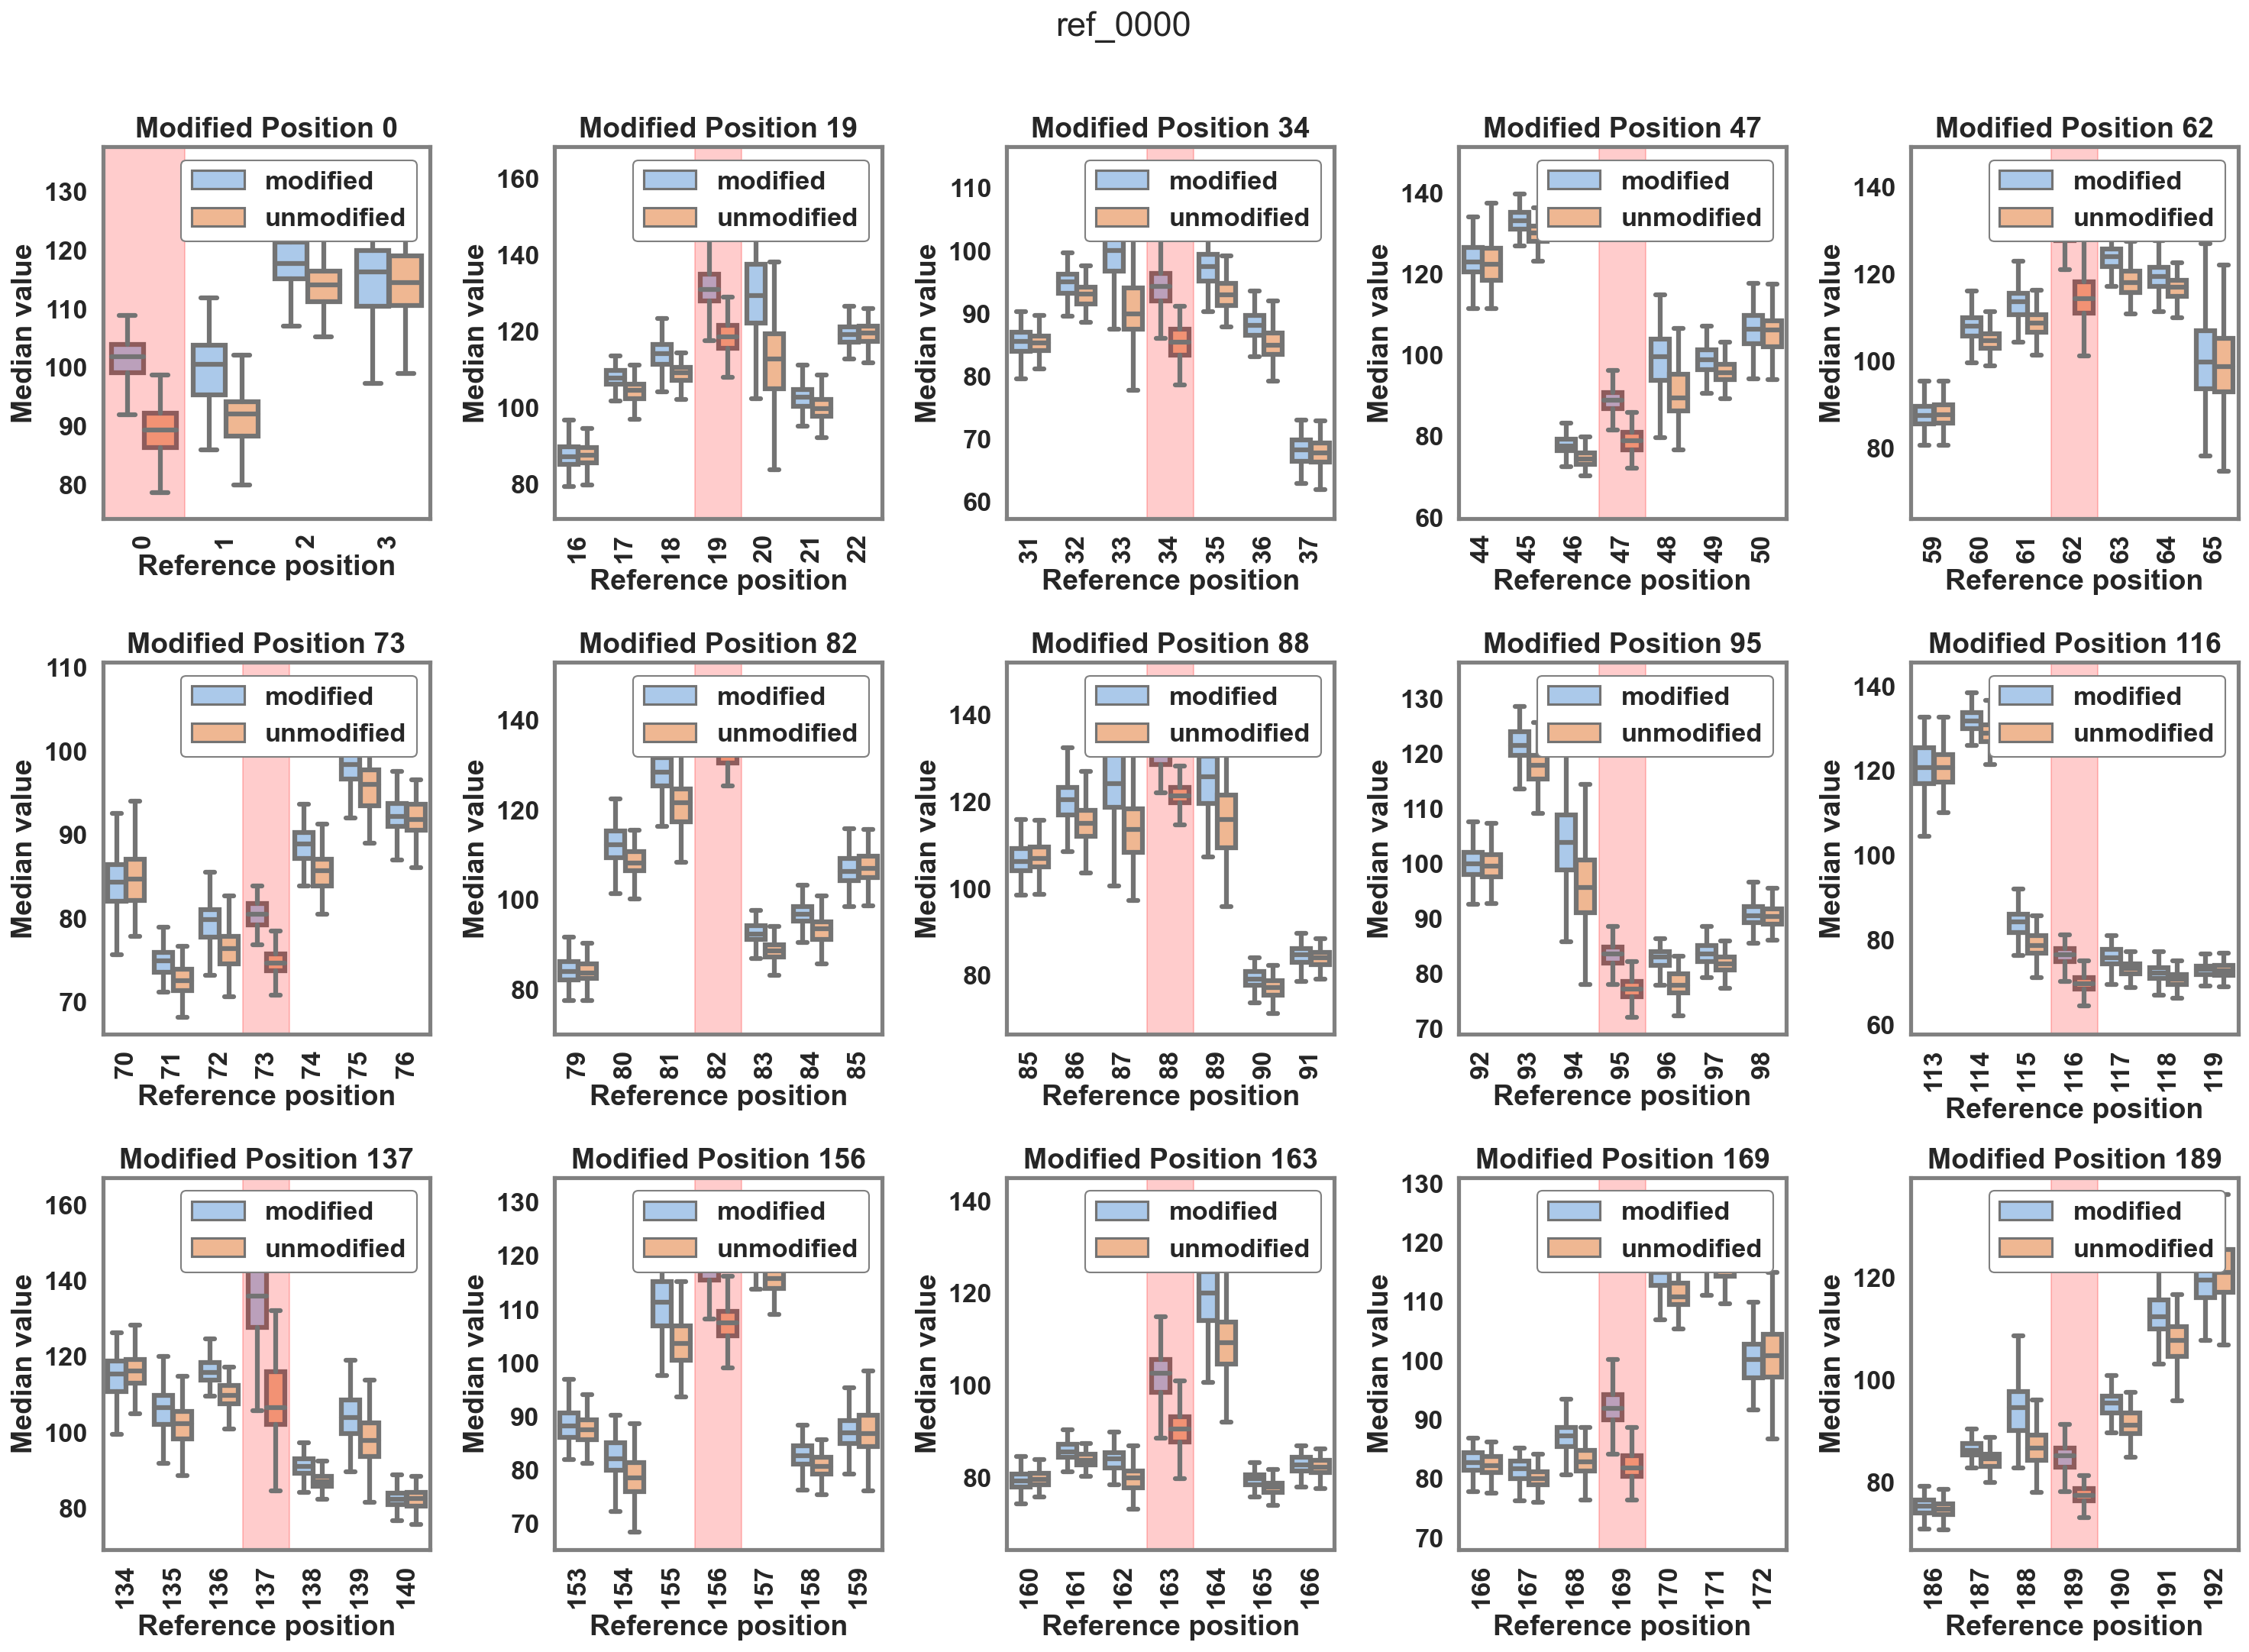 ref_0000
Modified Position 0
Median value
130
120
110
100
90
80
modified
unmodified
0 1 2 3
Reference position
Modified Position 19
Median value
160
140
120
100
80
modified
unmodified
16 17 18 19 20 21 22
Reference position
Modified Position 34
Median value
110
100
90
80
70
60
modified
unmodified
31 32 33 34 35 36 37
Reference position
Modified Position 47
Median value
140
120
100
80
60
modified
unmodified
44 45 46 47 48 49 50
Reference position
Modified Position 62
Median value
140
120
100
80
modified
unmodified
59 60 61 62 63 64 65
Reference position
Modified Position 73
Median value
110
100
90
80
70
modified
unmodified
70 71 72 73 74 75 76
Reference position
Modified Position 82
Median value
140
120
100
80
modified
unmodified
79 80 81 82 83 84 85
Reference position
Modified Position 88
Median value
140
120
100
80
modified
unmodified
85 86 87 88 89 90 91
Reference position
Modified Position 95
Median value
130
120
110
100
90
80
70
modified
unmodified
92 93 94 95 96 97 98
Reference position
Modified Position 116
Median value
140
120
100
80
60
modified
unmodified
113 114 115 116 117 118 119
Reference position
Modified Position 137
Median value
160
140
120
100
80
modified
unmodified
134 135 136 137 138 139 140
Reference position
Modified Position 156
Median value
130
120
110
100
90
80
70
modified
unmodified
153 154 155 156 157 158 159
Reference position
Modified Position 163
Median value
140
120
100
80
modified
unmodified
160 161 162 163 164 165 166
Reference position
Modified Position 169
Median value
130
120
110
100
90
80
70
modified
unmodified
166 167 168 169 170 171 172
Reference position
Modified Position 189
Median value
120
100
80
modified
unmodified
186 187 188 189 190 191 192
Reference position